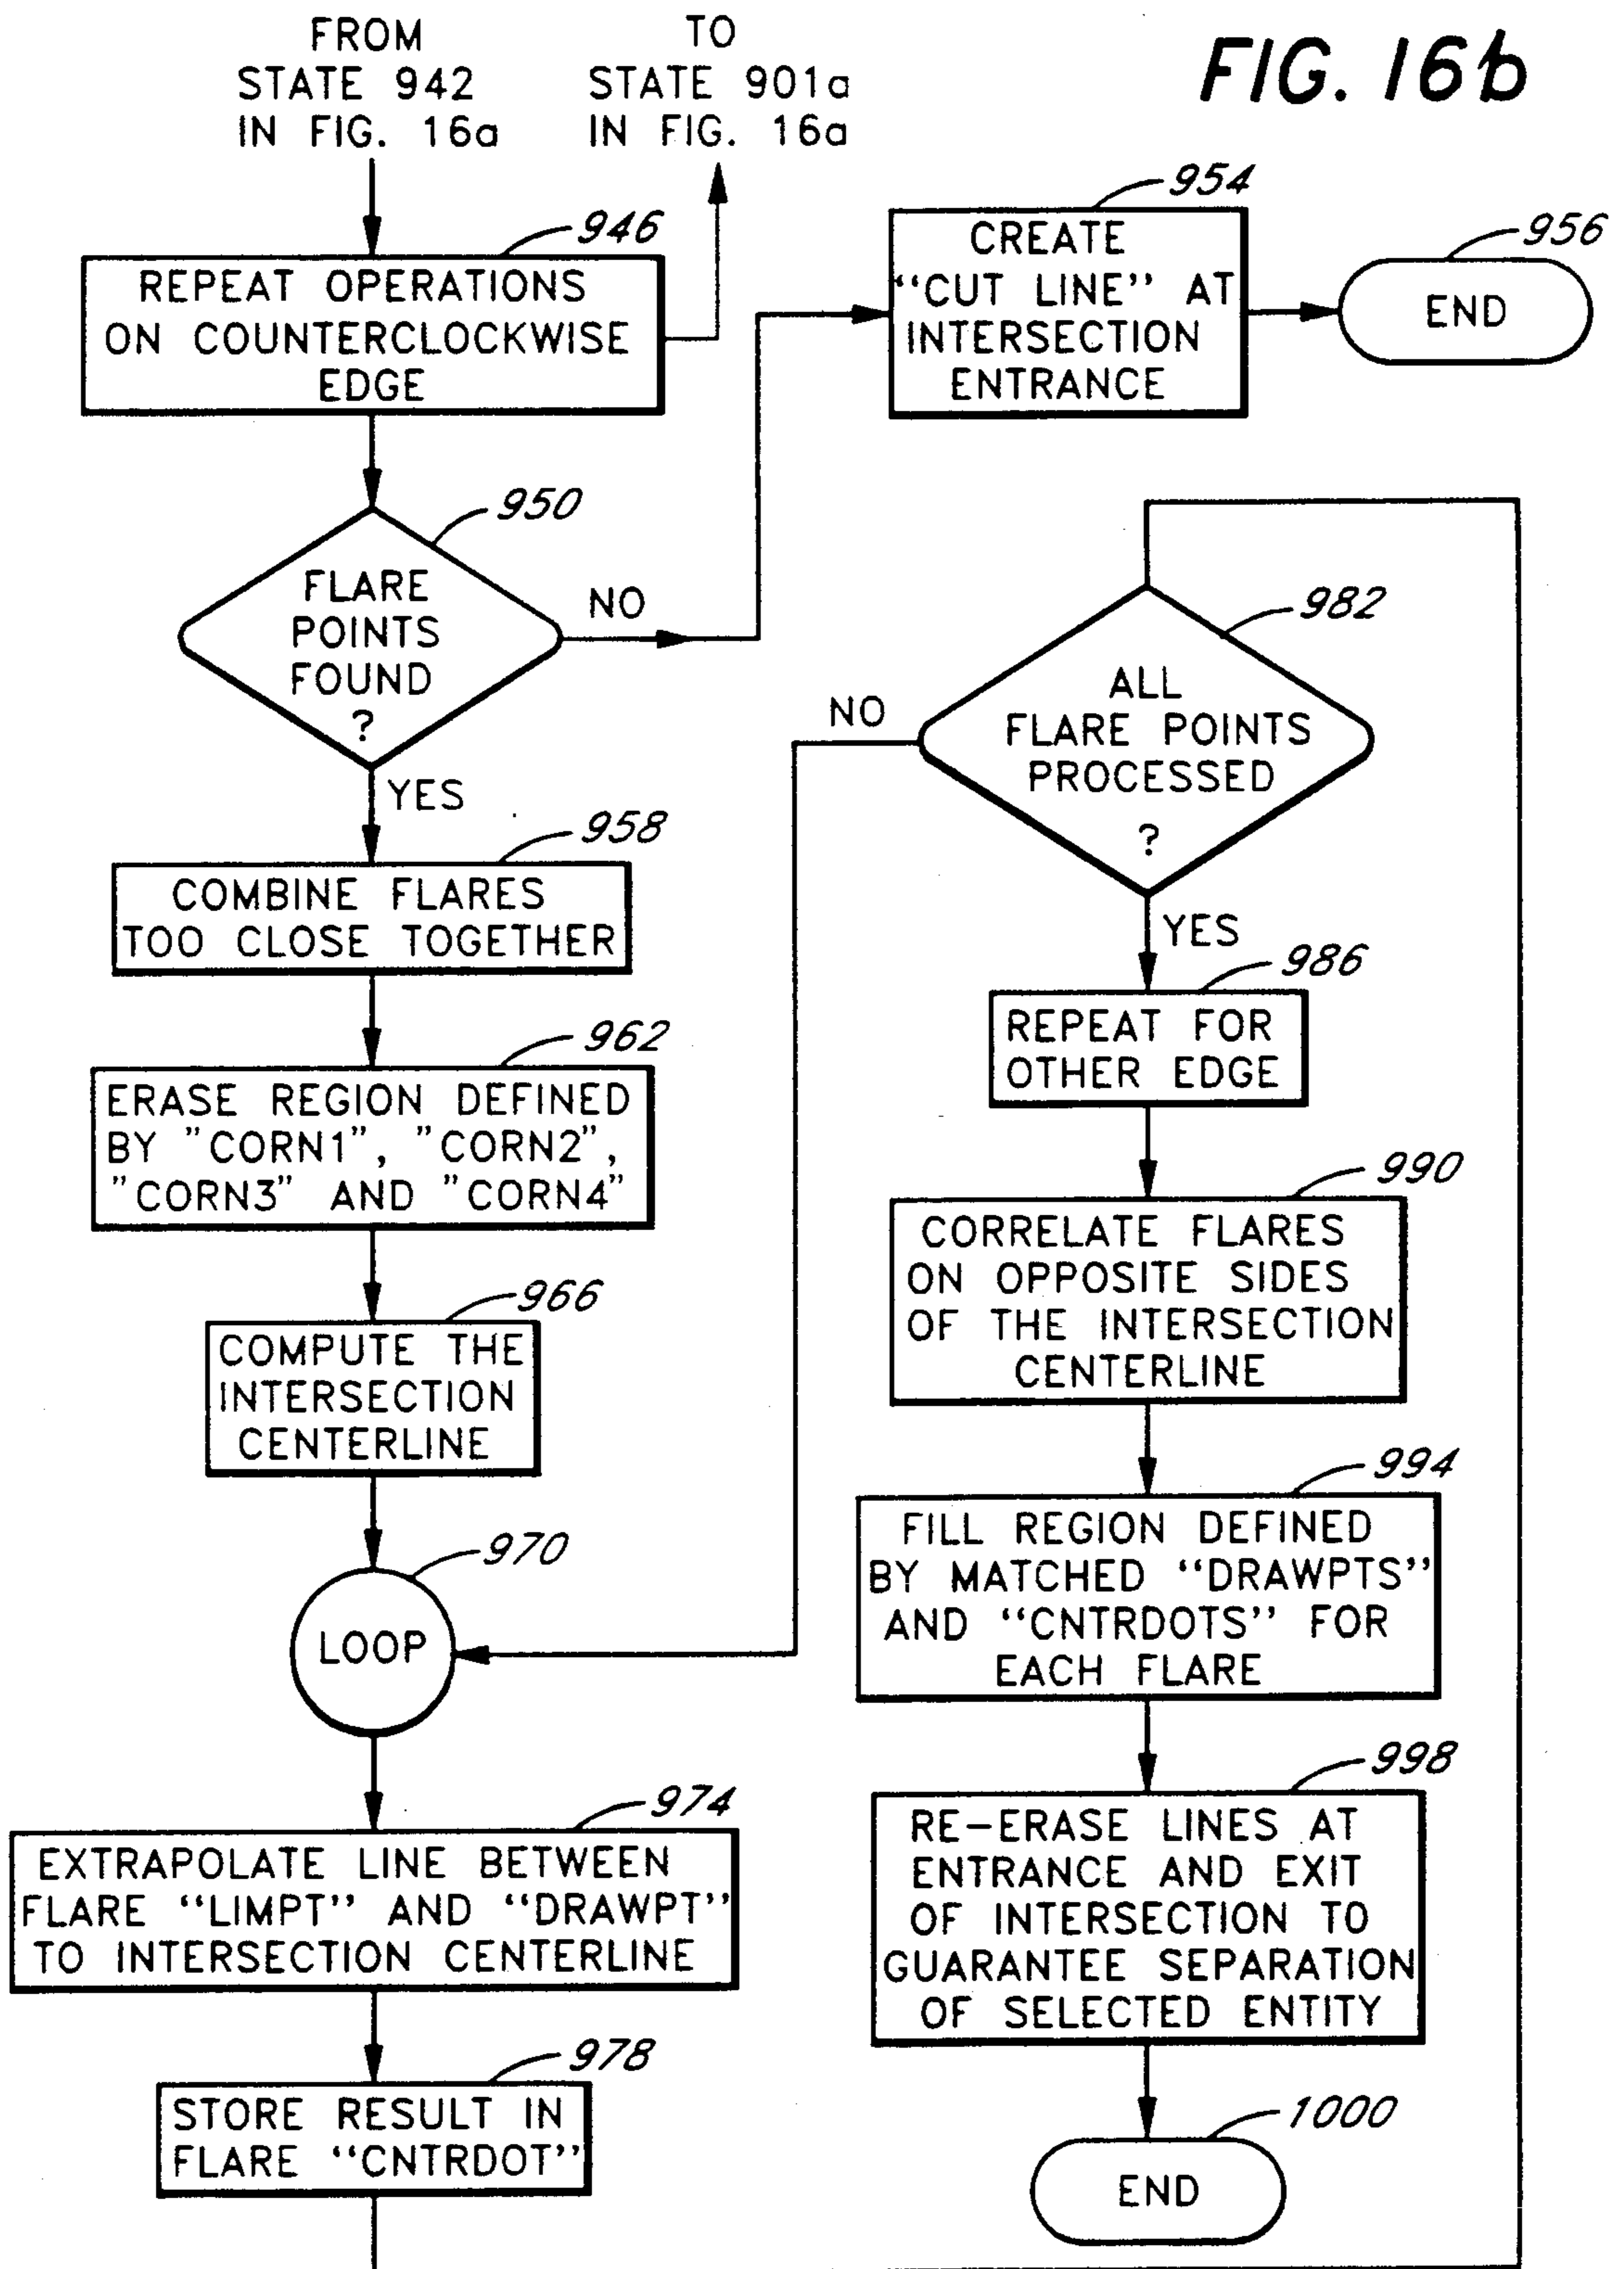 FROM
STATE 942
IN FIG. 16a
TO
STATE 901a
IN FIG. 16a
FIG. 16b
946
REPEAT OPERATIONS
ON COUNTERCLOCKWISE
EDGE
954
CREATE
“CUT LINE” AT
INTERSECTION
ENTRANCE
956
END
950
FLARE
POINTS
FOUND
?
NO
YES
958
COMBINE FLARES
TOO CLOSE TOGETHER
962
ERASE REGION DEFINED
BY "CORN1", "CORN2",
"CORN3" AND "CORN4"
966
COMPUTE THE
INTERSECTION
CENTERLINE
970
LOOP
974
EXTRAPOLATE LINE BETWEEN
FLARE “LIMPT” AND “DRAWPT”
TO INTERSECTION CENTERLINE
978
STORE RESULT IN
FLARE “CNTRDOT”
982
ALL
FLARE POINTS
PROCESSED
?
NO
YES
986
REPEAT FOR
OTHER EDGE
990
CORRELATE FLARES
ON OPPOSITE SIDES
OF THE INTERSECTION
CENTERLINE
994
FILL REGION DEFINED
BY MATCHED “DRAWPTS”
AND “CNTRDOTS” FOR
EACH FLARE
998
RE-ERASE LINES AT
ENTRANCE AND EXIT
OF INTERSECTION TO
GUARANTEE SEPARATION
OF SELECTED ENTITY
1000
END